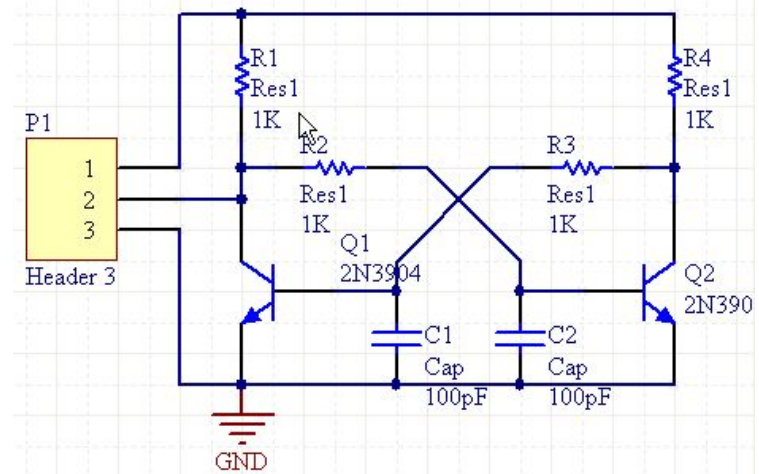 R1
Res1
1K
R4
Res1
1K
P1
1
2
3
Header 3
R2
Res1
1K
R3
Res1
1K
Q1
2N3904
Q2
2N390
C1
Cap
100pF
C2
Cap
100pF
GND